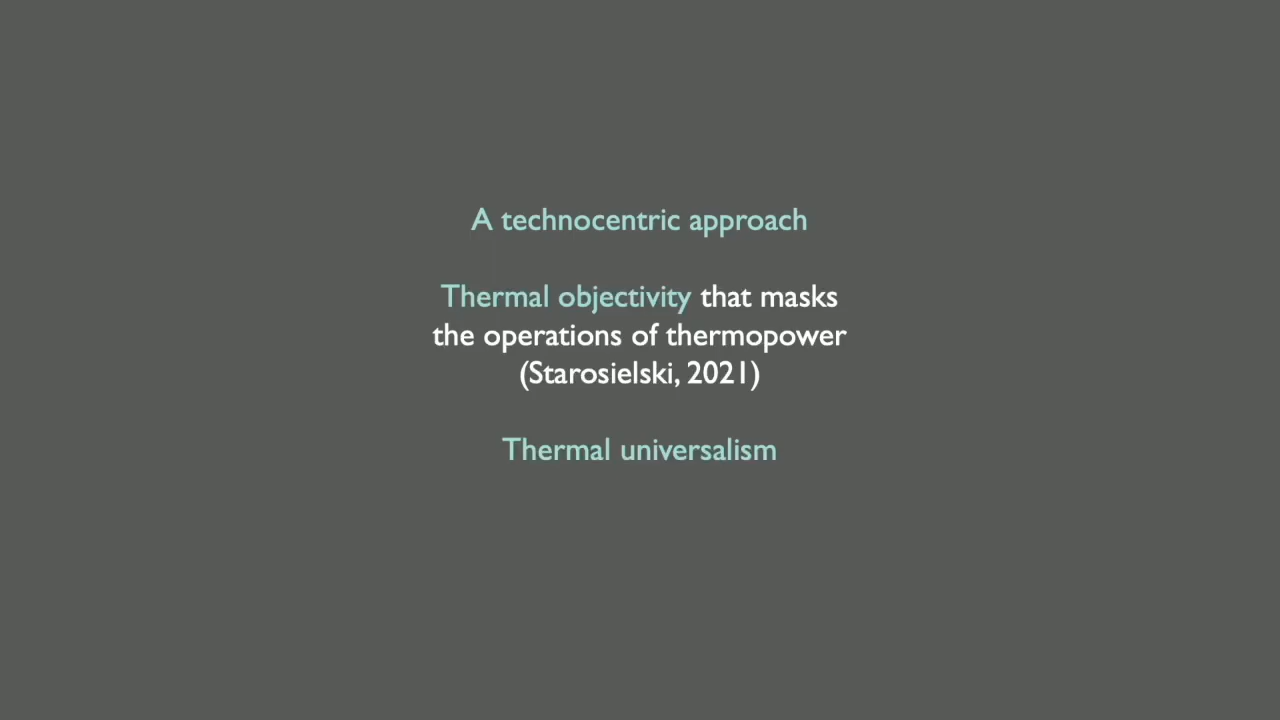 A technocentric approach
Thermal objectivity that masks
the operations of thermopower
(Starosielski, 2021)
Thermal universalism